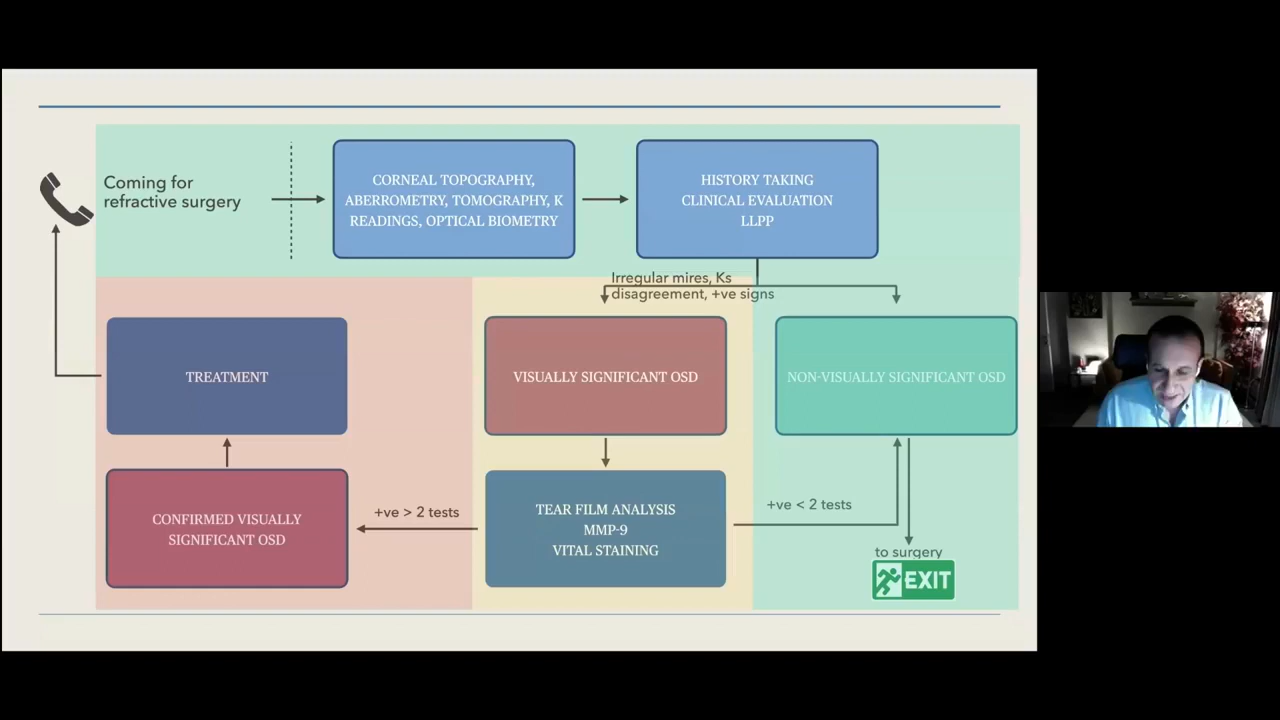 Coming for
refractive surgery
CORNEAL TOPOGRAPHY,
ABERROMETRY, TOMOGRAPHY, K
READINGS, OPTICAL BIOMETRY
HISTORY TAKING
CLINICAL EVALUATION
LLPP
Irregular mires, Ks
disagreement, +ve signs
TREATMENT
VISUALLY SIGNIFICANT OSD
NON-VISUALLY SIGNIFICANT OSD
CONFIRMED VISUALLY
SIGNIFICANT OSD
+ve > 2 tests
TEAR FILM ANALYSIS
MMP-9
VITAL STAINING
+ve < 2 tests
to surgery
EXIT